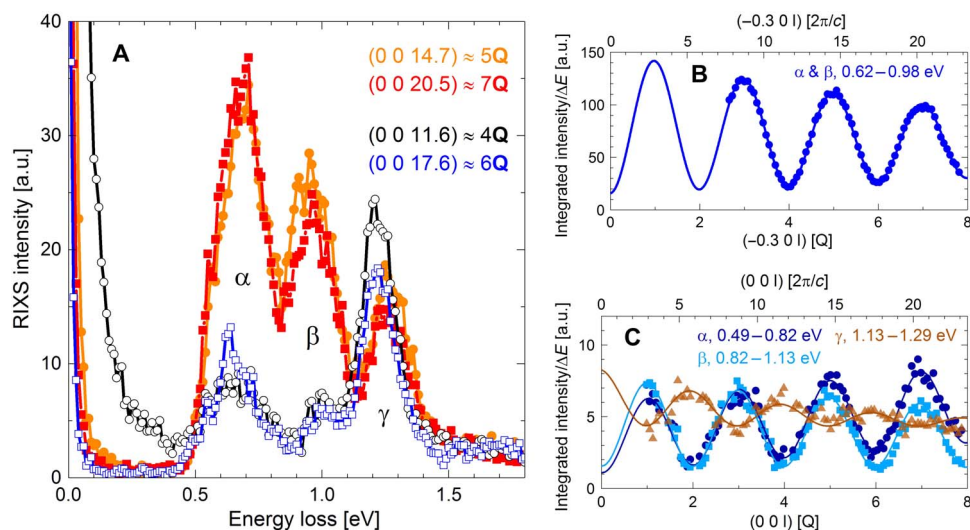 A
(0 0 14.7) ≈ 5Q
(0 0 20.5) ≈ 7Q
(0 0 11.6) ≈ 4Q
(0 0 17.6) ≈ 6Q
α
β
γ
40
30
20
10
0
0.0 0.5 1.0 1.5
RIXS intensity [a.u.]
Energy loss [eV]
(−0.3 0 l) [2π/c]
0 5 10 15 20
B
α & β, 0.62−0.98 eV
150
100
50
0
0 2 4 6 8
Integrated intensity/ΔE [a.u.]
(−0.3 0 l) [Q]
(0 0 l) [2π/c]
0 5 10 15 20
C
α, 0.49−0.82 eV γ, 1.13−1.29 eV
β, 0.82−1.13 eV
10
5
0
0 2 4 6 8
Integrated intensity/ΔE [a.u.]
(0 0 l) [Q]